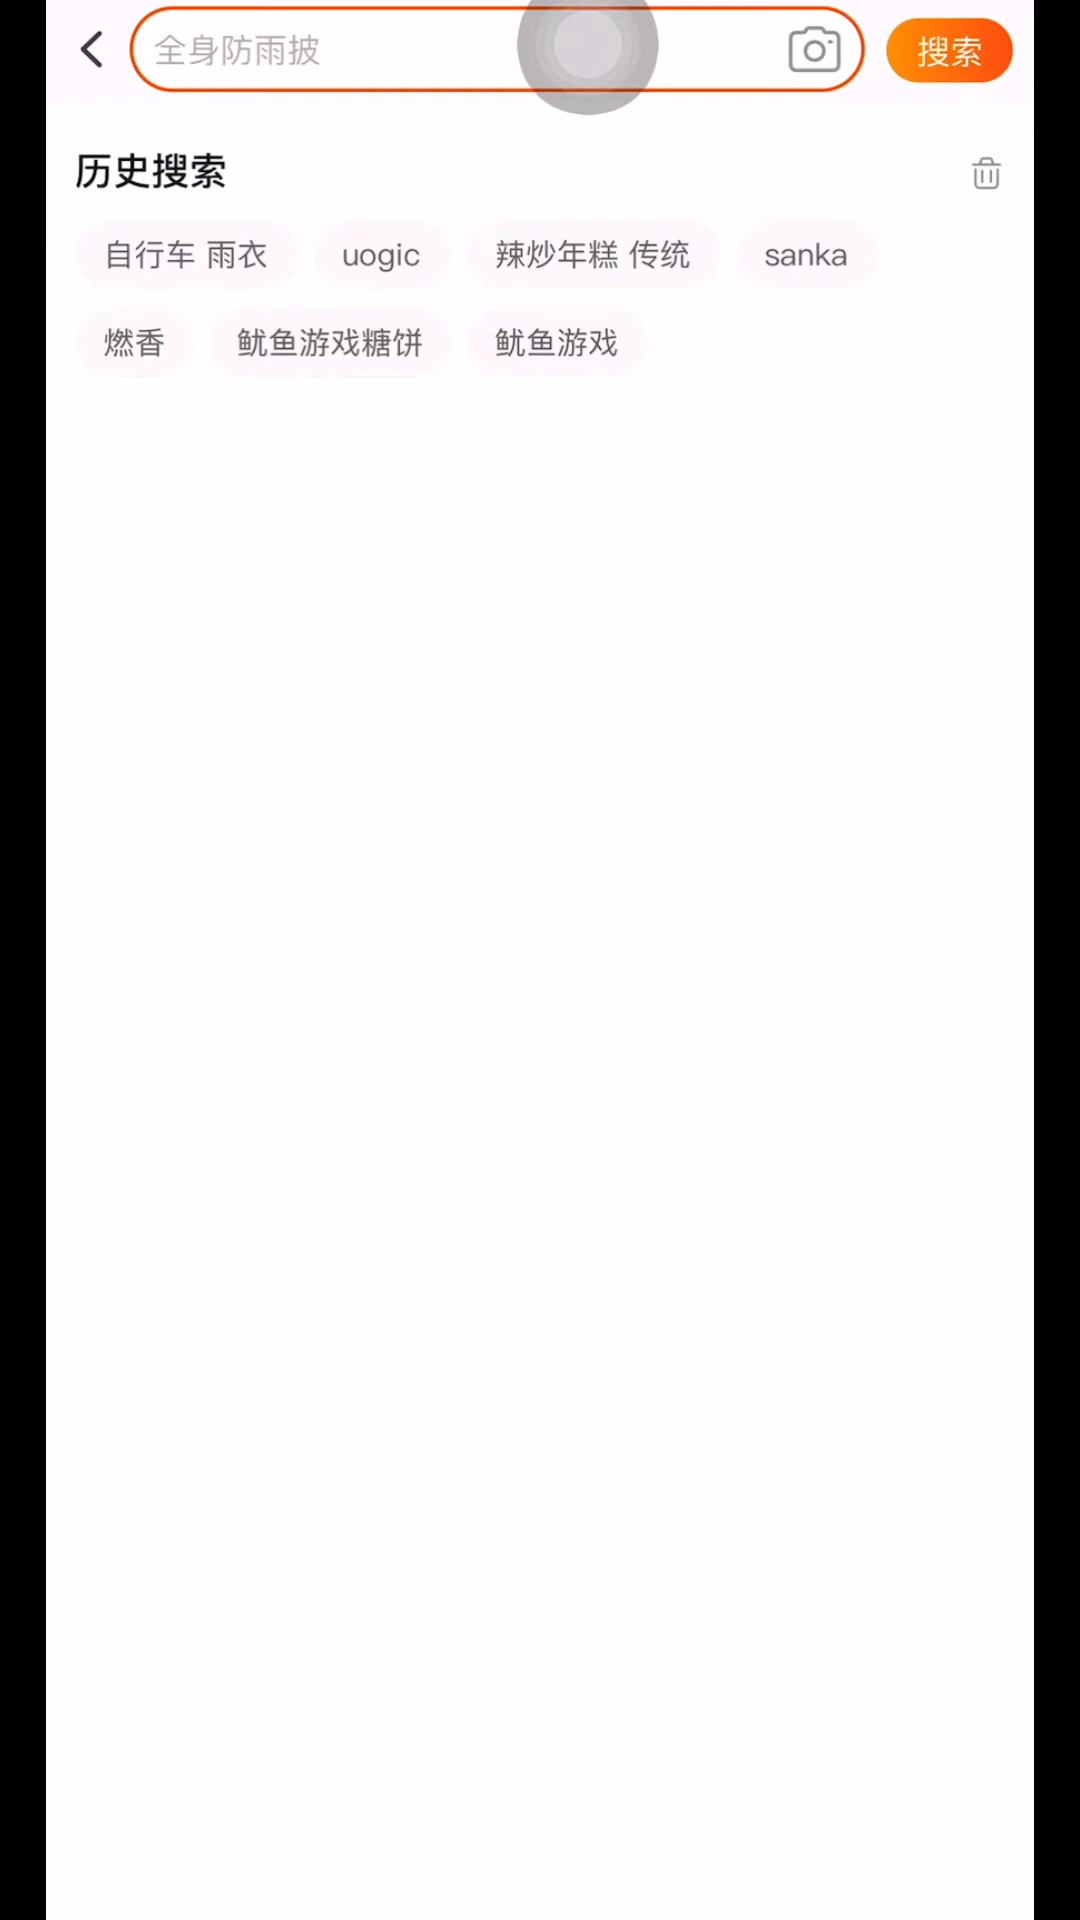 全身防雨披
搜索
历史搜索
自行车 雨衣 uogic 辣炒年糕 传统 sanka
燃香 鱿鱼游戏糖饼 鱿鱼游戏